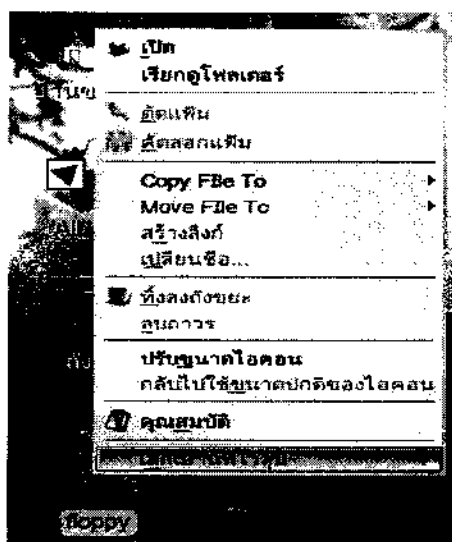 เปิด
เรียกดูโฟลเดอร์
ตัดแฟ้ม
คัดลอกแฟ้ม
Copy File To
Move File To
สร้างลิงก์
เปลี่ยนชื่อ...
ทิ้งลงถังขยะ
ลบถาวร
ปรับขนาดไอคอน
กลับไปใช้ขนาดปกติของไอคอน
คุณสมบัติ
floppy